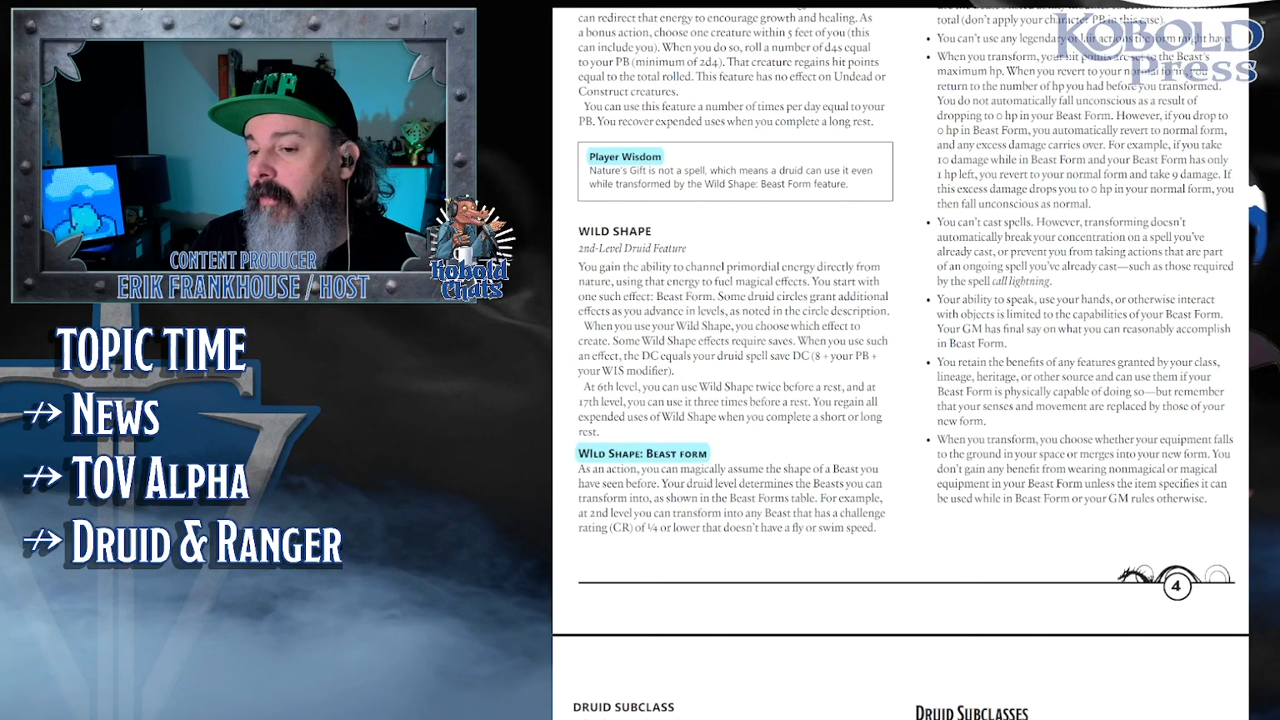 CONTENT PRODUCER
ERIK FRANKHOUSE / HOST
Kobold
Chats
TOPIC TIME
News
TOV Alpha
Druid & Ranger
can redirect that energy to encourage growth and healing. As
a bonus action, choose one creature within 5 feet of you (this
can include you). When you do so, roll a number of d4s equal
to your PB (minimum of 2d4). That creature regains hit points
equal to the total rolled. This feature has no effect on Undead or
Construct creatures.
You can use this feature a number of times per day equal to your
PB. You recover expended uses when you complete a long rest.
Player Wisdom
Nature's Gift is not a spell, which means a druid can use it even
while transformed by the Wild Shape: Beast Form feature.
WILD SHAPE
2nd-Level Druid Feature
You gain the ability to channel primordial energy directly from
nature, using that energy to fuel magical effects. You start with
one such effect: Beast Form. Some druid circles grant additional
effects as you advance in levels, as noted in the circle description.
When you use your Wild Shape, you choose which effect to
create. Some Wild Shape effects require saves. When you use such
an effect, the DC equals your druid spell save DC (8 + your PB +
your WIS modifier).
At 6th level, you can use Wild Shape twice before a rest, and at
17th level, you can use it three times before a rest. You regain all
expended uses of Wild Shape when you complete a short or long
rest.
WILD SHAPE: BEAST FORM
As an action, you can magically assume the shape of a Beast you
have seen before. Your druid level determines the Beasts you can
transform into, as shown in the Beast Forms table. For example,
at 2nd level you can transform into any Beast that has a challenge
rating (CR) of ¼ or lower that doesn't have a fly or swim speed.
total (don't apply your character PB in this case).
• You can't use any legendary or lair actions the form might have.
• When you transform, your hit points are set to the Beast's
maximum hp. When you revert to your normal form, you
return to the number of hp you had before you transformed.
You do not automatically fall unconscious as a result of
dropping to 0 hp in your Beast Form. However, if you drop to
0 hp in Beast Form, you automatically revert to normal form,
and any excess damage carries over. For example, if you take
10 damage while in Beast Form and your Beast Form has only
1 hp left, you revert to your normal form and take 9 damage. If
this excess damage drops you to 0 hp in your normal form, you
then fall unconscious as normal.
• You can't cast spells. However, transforming doesn't
automatically break your concentration on a spell you've
already cast, or prevent you from taking actions that are part
of an ongoing spell you've already cast—such as those required
by the spell call lightning.
• Your ability to speak, use your hands, or otherwise interact
with objects is limited to the capabilities of your Beast Form.
Your GM has final say on what you can reasonably accomplish
in Beast Form.
• You retain the benefits of any features granted by your class,
lineage, heritage, or other source and can use them if your
Beast Form is physically capable of doing so—but remember
that your senses and movement are replaced by those of your
new form.
• When you transform, you choose whether your equipment falls
to the ground in your space or merges into your new form. You
don't gain any benefit from wearing nonmagical or magical
equipment in your Beast Form unless the item specifies it can
be used while in Beast Form or your GM rules otherwise.
KOBOLD
Press
4
DRUID SUBCLASS
DRUID SUBCLASSES